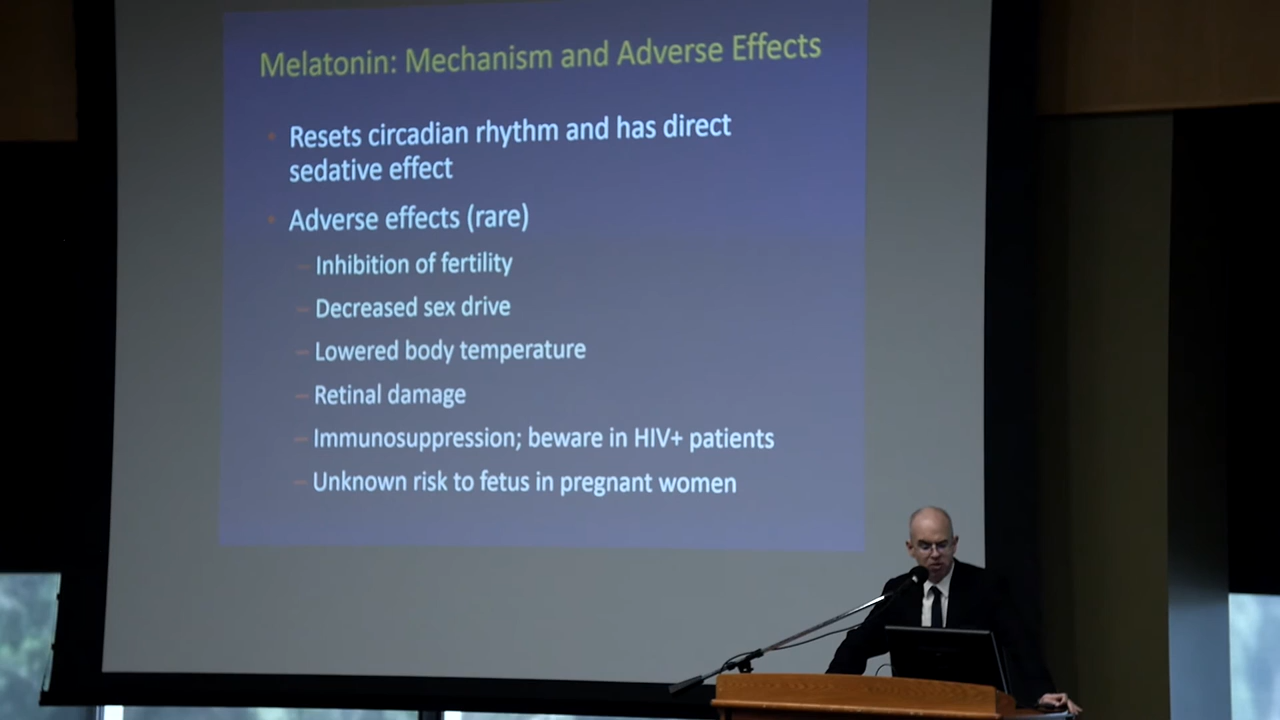 Melatonin: Mechanism and Adverse Effects
• Resets circadian rhythm and has direct
sedative effect
• Adverse effects (rare)
– Inhibition of fertility
– Decreased sex drive
– Lowered body temperature
– Retinal damage
– Immunosuppression; beware in HIV+ patients
– Unknown risk to fetus in pregnant women